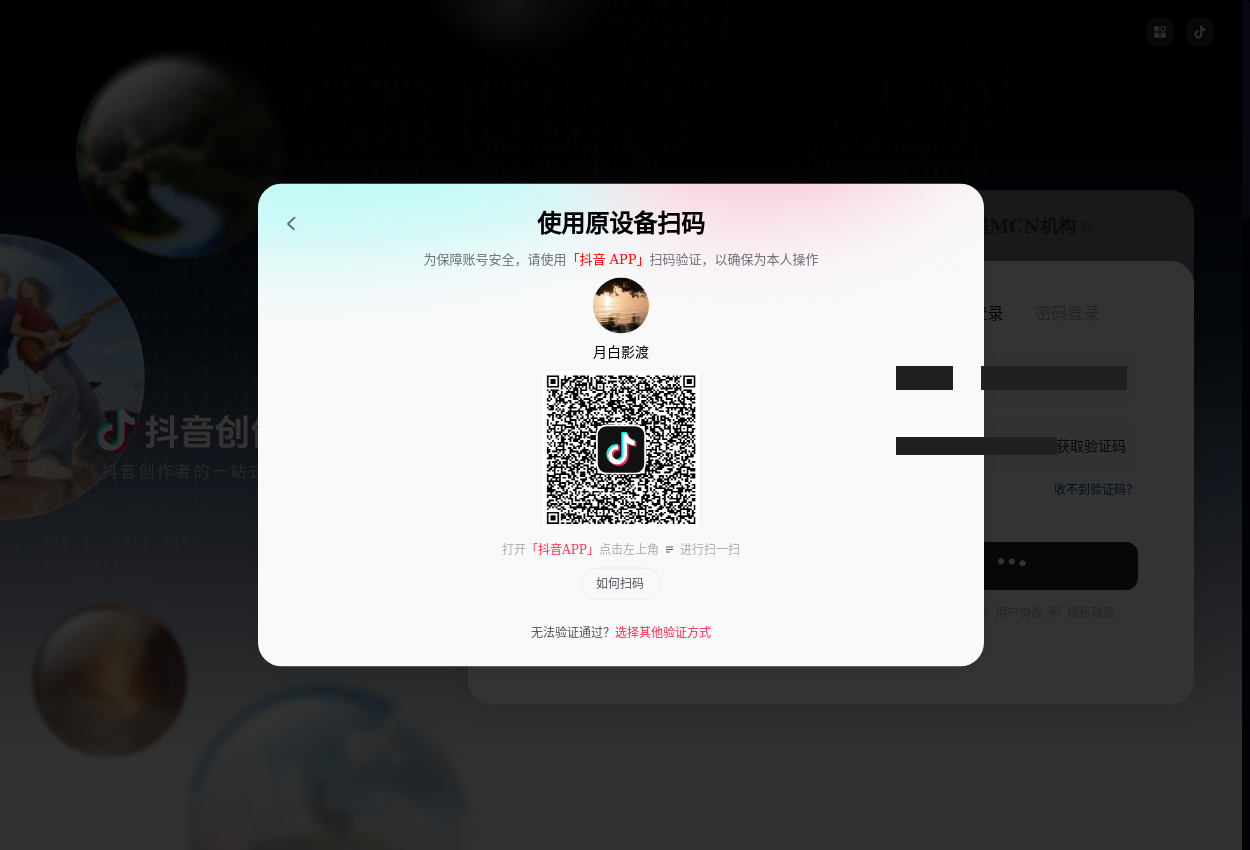 使用原设备扫码
为保障账号安全，请使用「抖音 APP」扫码验证，以确保为本人操作
月白影渡
打开「抖音APP」点击左上角 进行扫一扫
如何扫码
无法验证通过? 选择其他验证方式
MCN机构
登录 密码登录
获取验证码
收不到验证码?
用户协议 和 隐私政策
抖音创作
抖音创作者的一站式